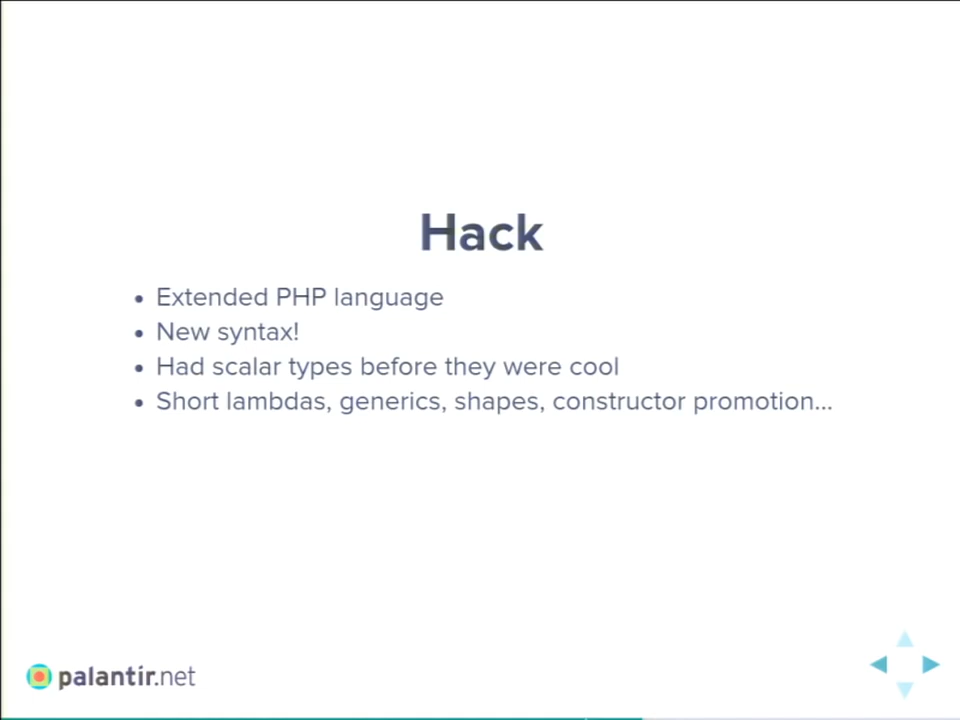 Hack
• Extended PHP language
• New syntax!
• Had scalar types before they were cool
• Short lambdas, generics, shapes, constructor promotion...
palantir.net